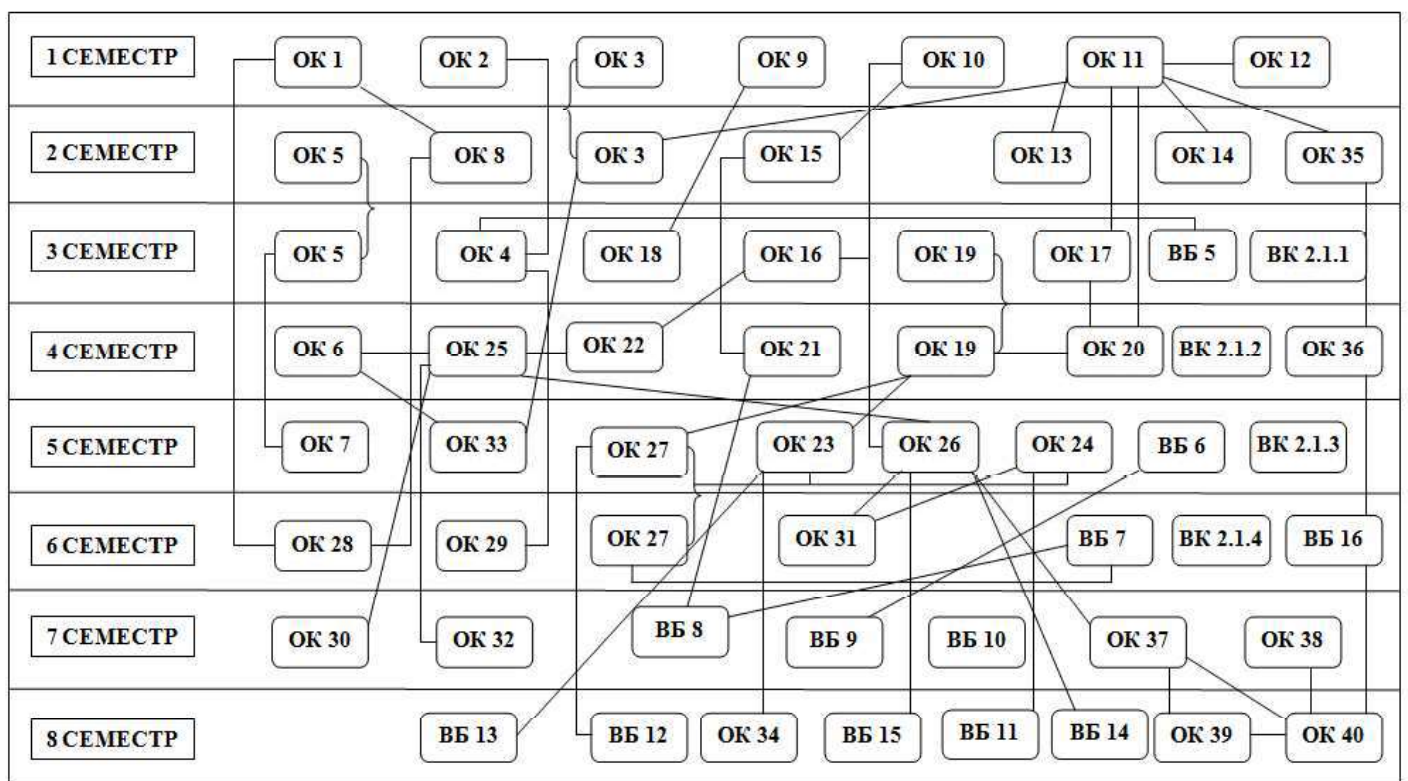 1 СЕМЕСТР ОК 1 ОК 2 ОК 3 ОК 9 ОК 10 ОК 11 ОК 12
2 СЕМЕСТР ОК 5 ОК 8 ОК 3 ОК 15 ОК 13 ОК 14 ОК 35
3 СЕМЕСТР ОК 5 ОК 4 ОК 18 ОК 16 ОК 19 ОК 17 ВБ 5 ВК 2.1.1
4 СЕМЕСТР ОК 6 ОК 25 ОК 22 ОК 21 ОК 19 ОК 20 ВК 2.1.2 ОК 36
5 СЕМЕСТР ОК 7 ОК 33 ОК 27 ОК 23 ОК 26 ОК 24 ВБ 6 ВК 2.1.3
6 СЕМЕСТР ОК 28 ОК 29 ОК 27 ОК 31 ВБ 7 ВК 2.1.4 ВБ 16
7 СЕМЕСТР ОК 30 ОК 32 ВБ 8 ВБ 9 ВБ 10 ОК 37 ОК 38
8 СЕМЕСТР ВБ 13 ВБ 12 ОК 34 ВБ 15 ВБ 11 ВБ 14 ОК 39 ОК 40